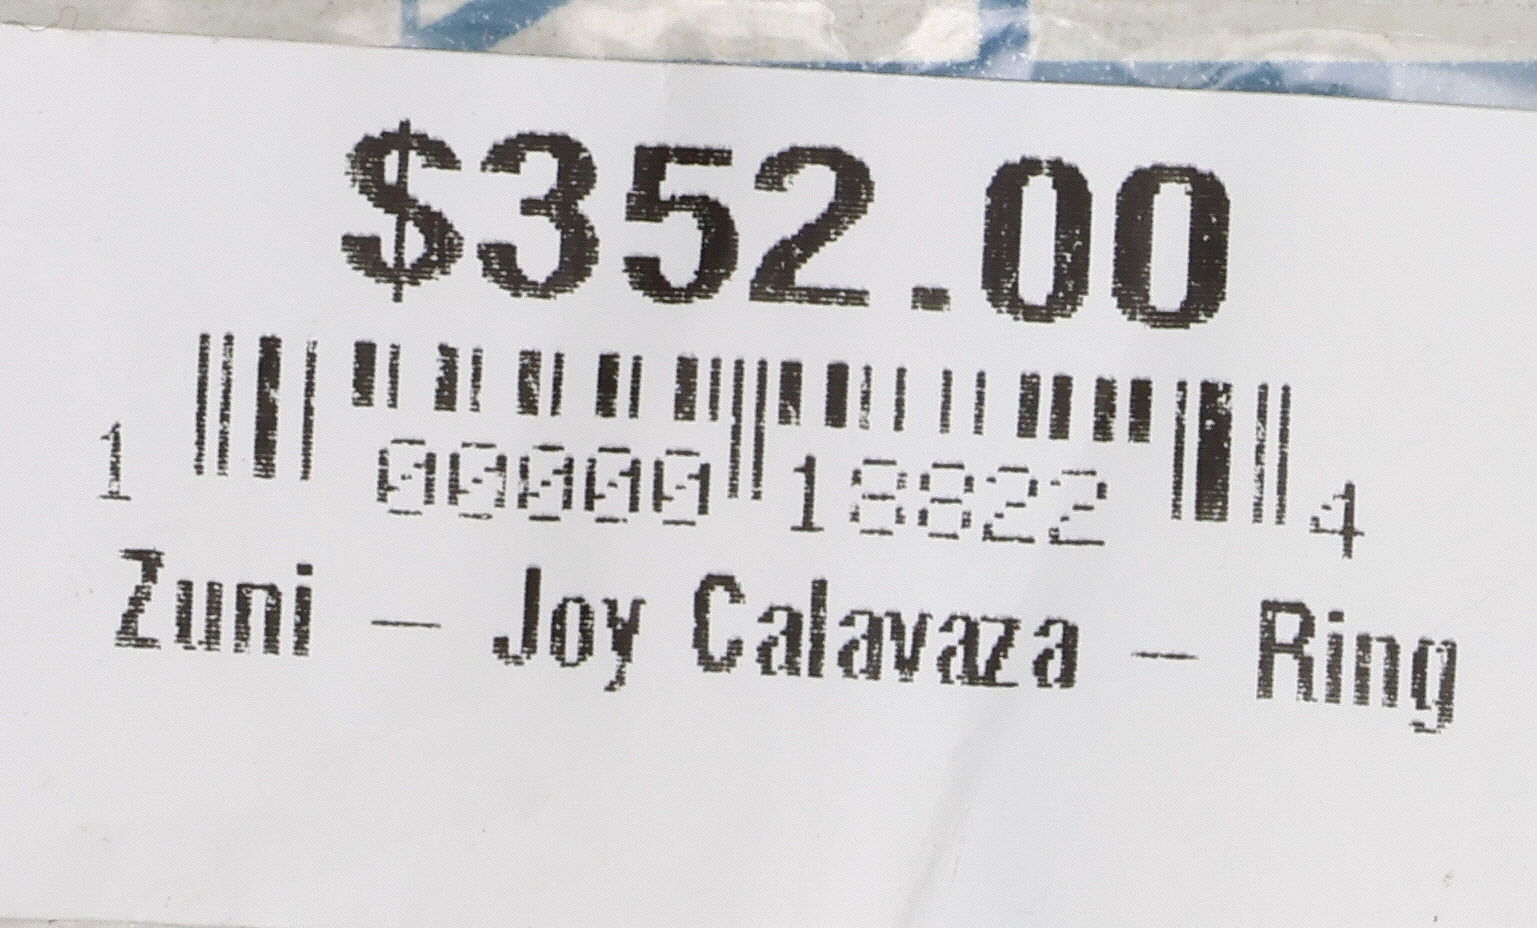 $352.00
1 00000 18822 4
Zuni - Joy Calavaza - Ring